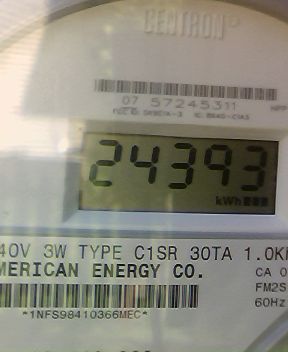 CENTRON
07 57245311
24393
kWh
40V 3W TYPE C1SR 30TA 1.0K
MERICAN ENERGY CO.
CA 0
FM2S
60Hz
*1NFS98410366MEC*